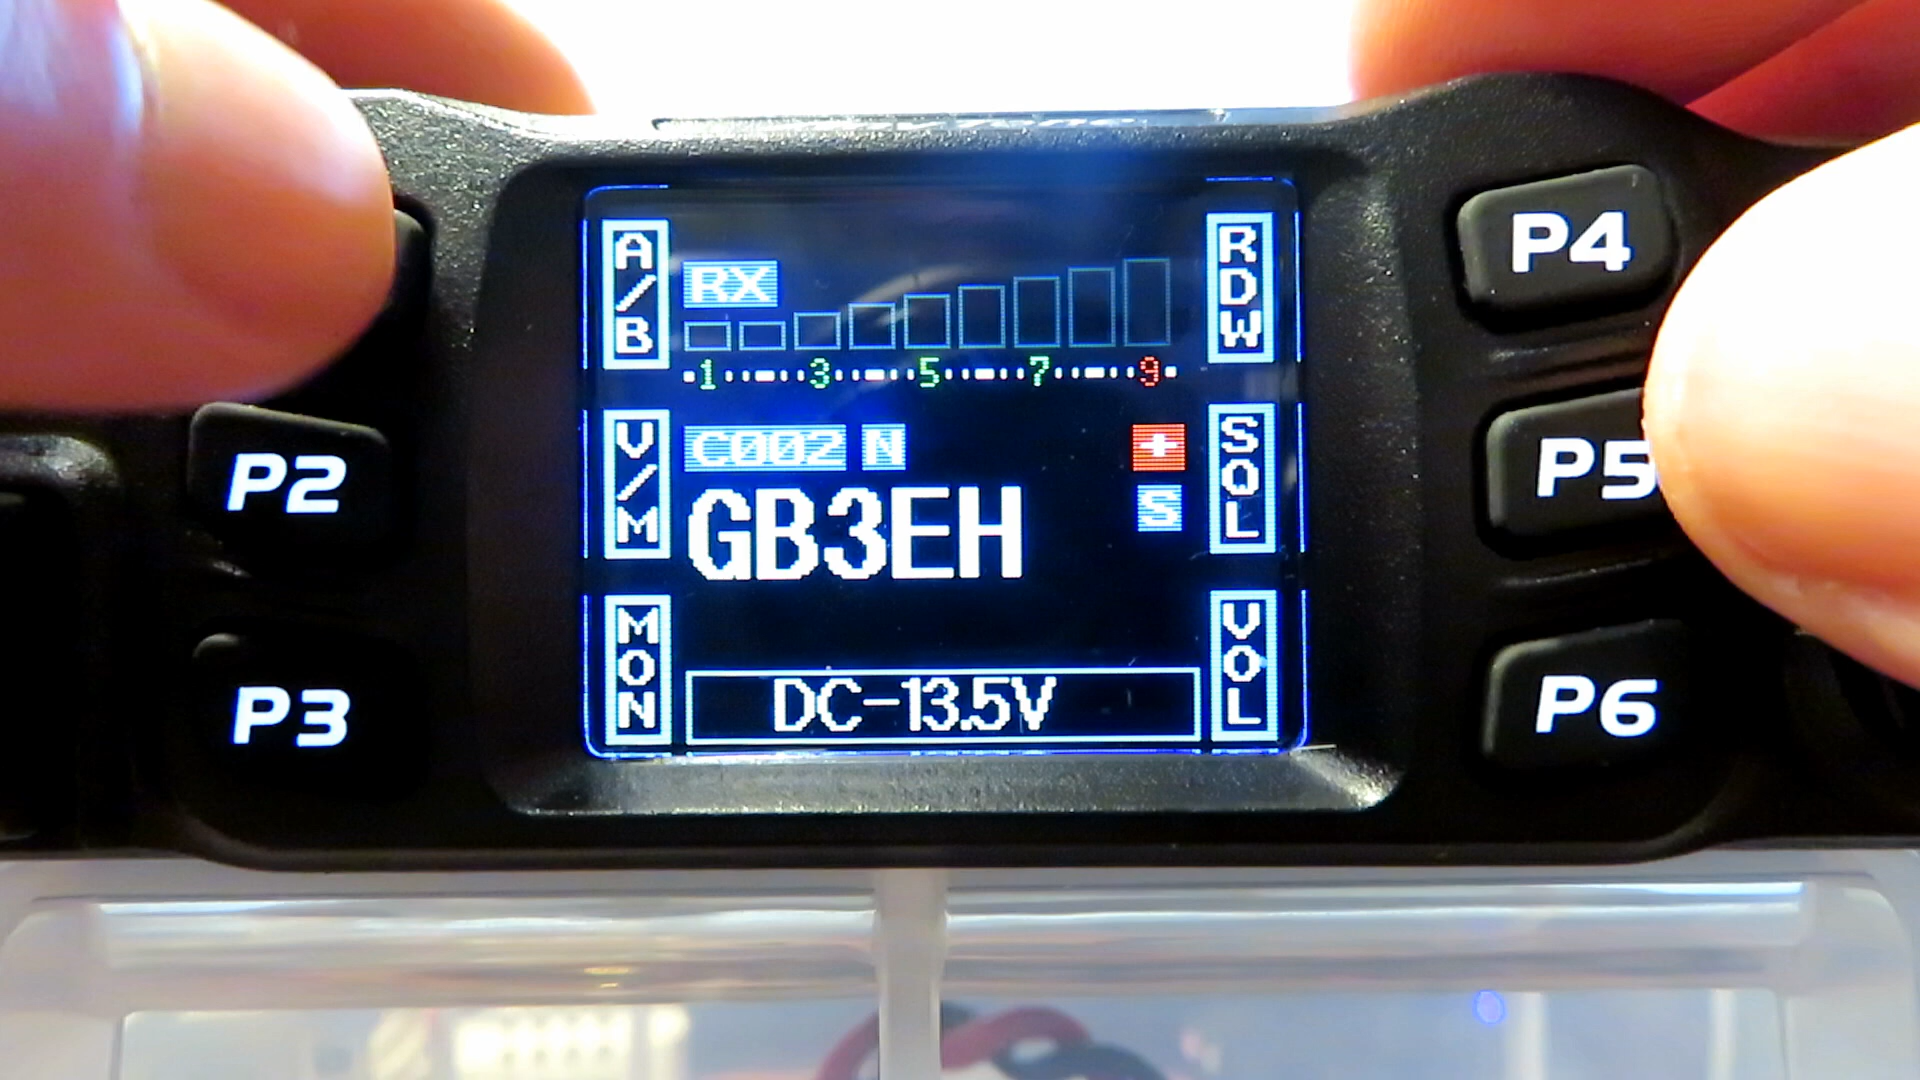 A/B
RX
RDW
1 3 5 7 9
V/M
C002 N
+
SQL
GB3EH
S
MON
DC-13.5V
VOL
P2
P3
P4
P5
P6